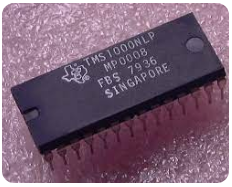 TMS1000NLP
MP0008
FBS 7936
SINGAPORE